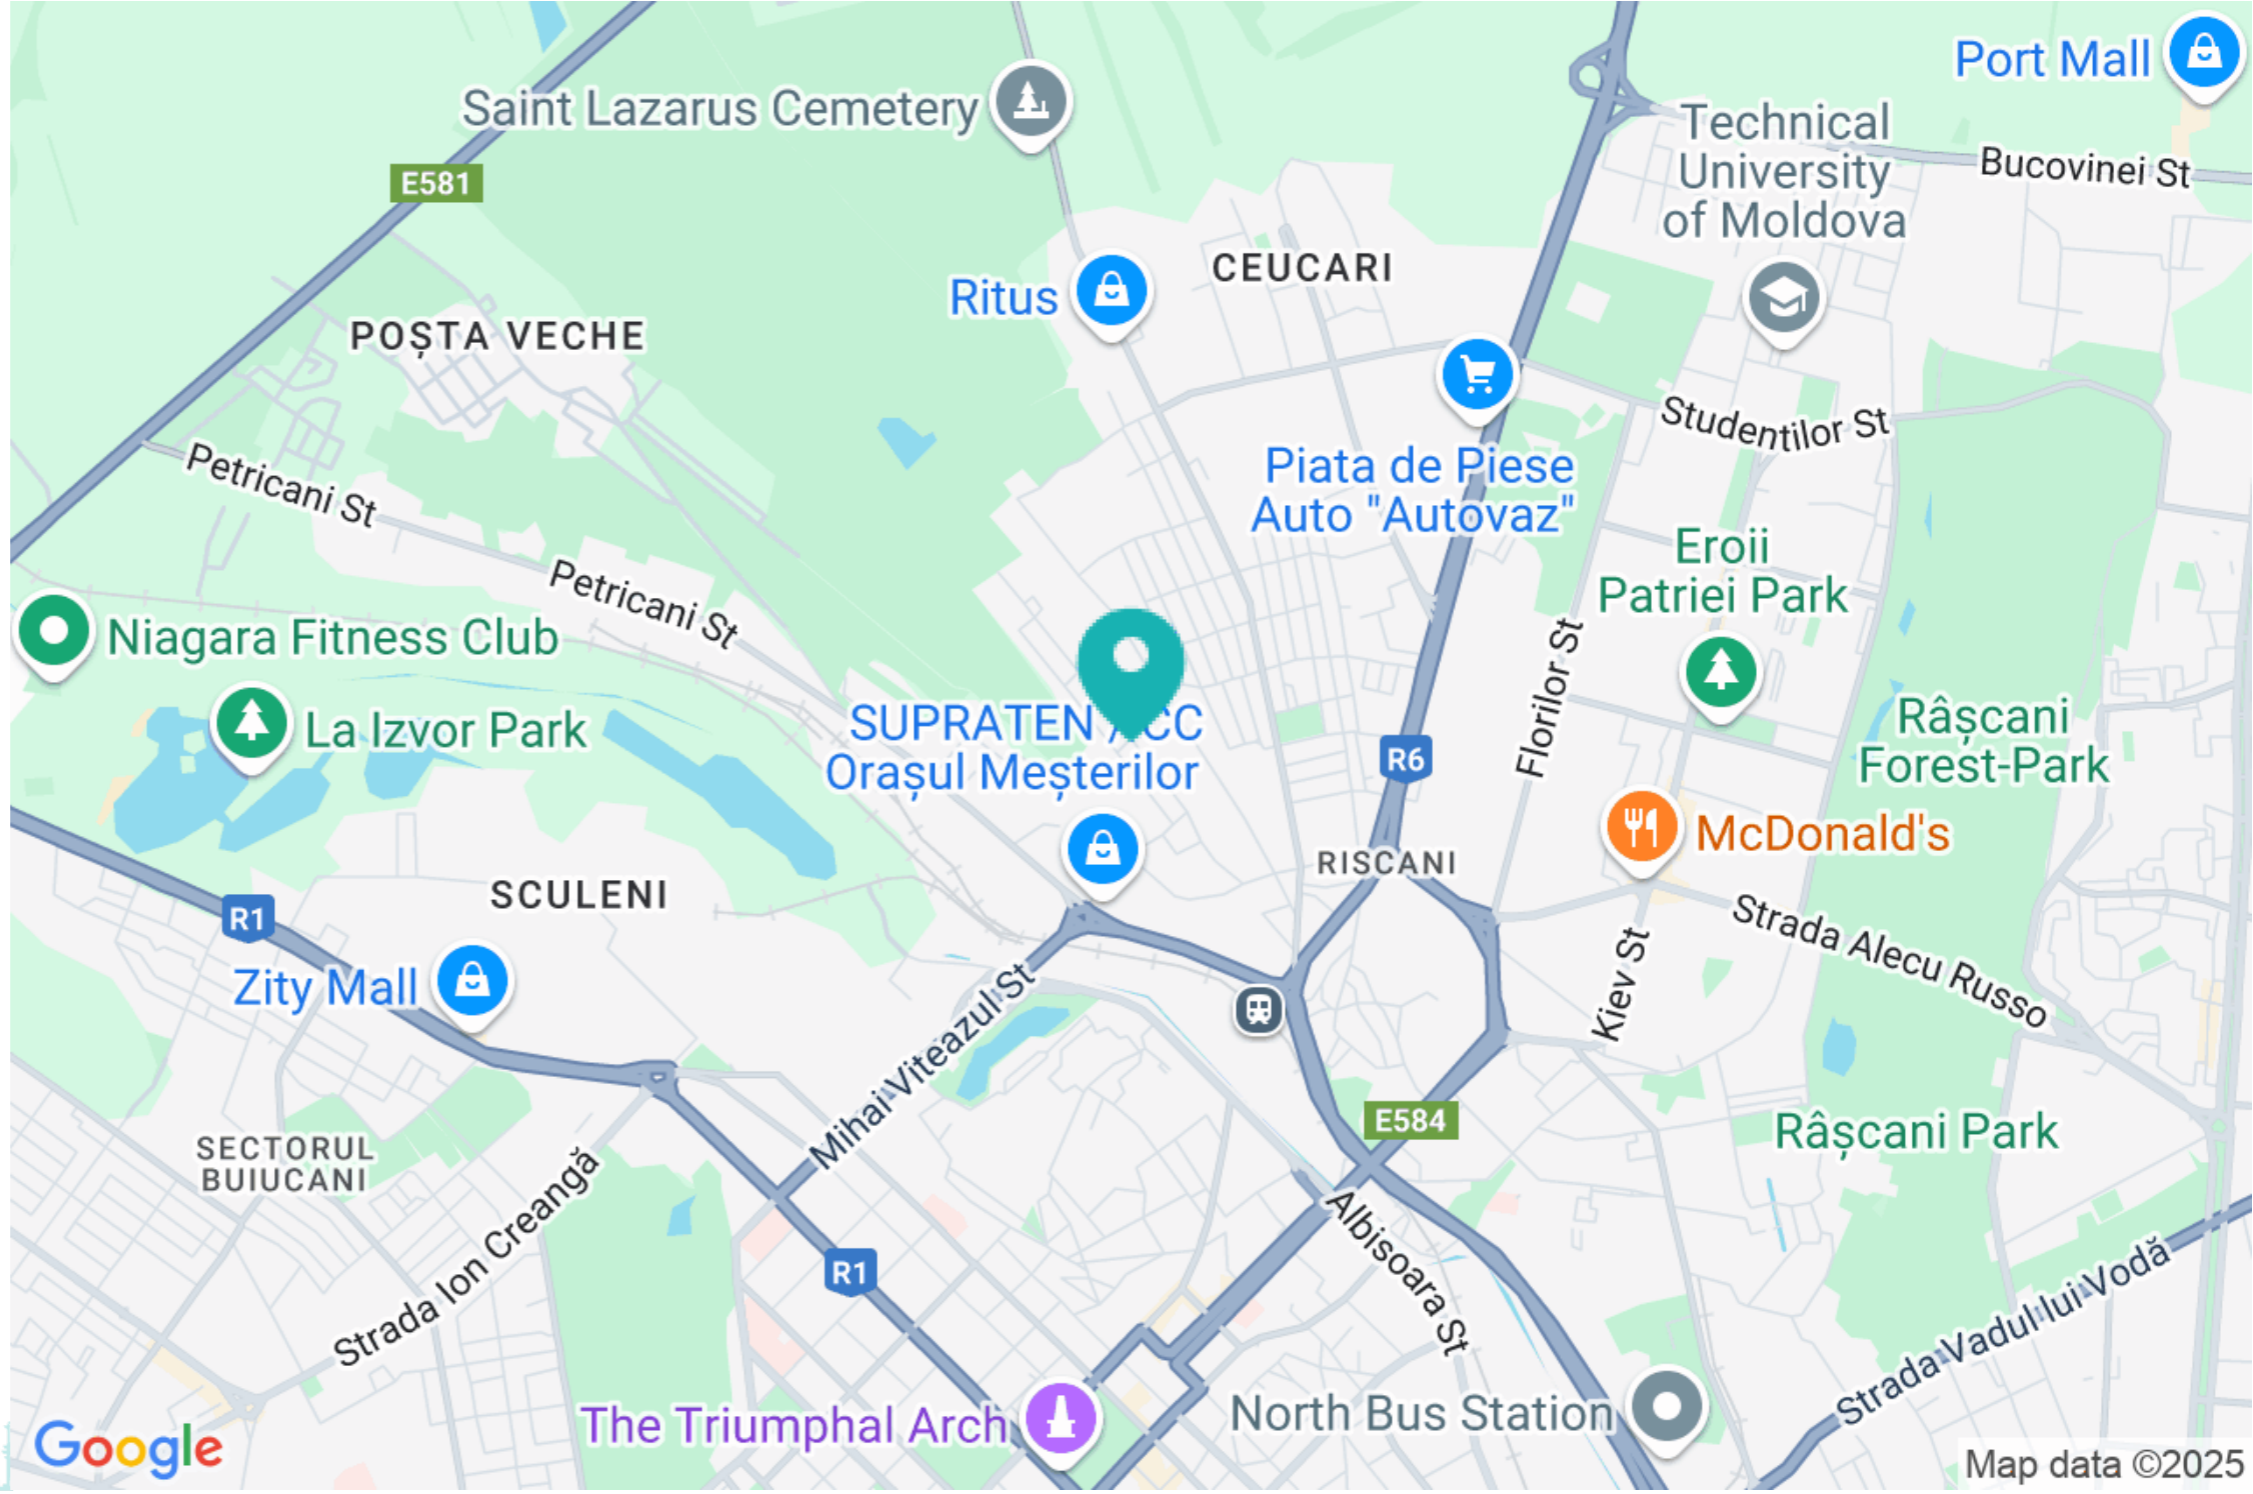 Port Mall
Saint Lazarus Cemetery
Technical
University
of Moldova
Bucovinei St
E581
CEUCARI
Ritus
POȘTA VECHE
Studentilor St
Petricani St
Piata de Piese
Auto "Autovaz"
Eroii
Patriei Park
Petricani St
Niagara Fitness Club
Florilor St
La Izvor Park
SUPRATEN / CC
Orașul Meșterilor
R6
Râșcani
Forest-Park
McDonald's
RISCANI
SCULENI
R1
Strada Alecu Russo
Zity Mall
Kiev St
Mihai Viteazul St
E584
Râșcani Park
SECTORUL
BUIUCANI
Strada Ion Creangă
Albisoara St
R1
Strada Vadul lui Vodă
The Triumphal Arch
North Bus Station
Google
Map data ©2025